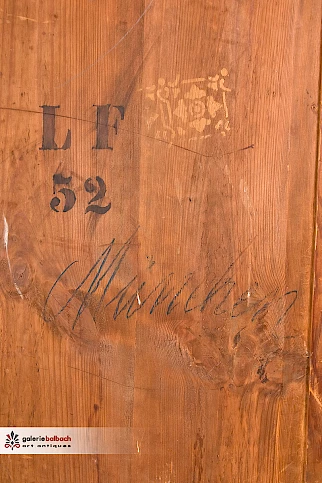 L F
52
München
galeriebalbach
art antiques